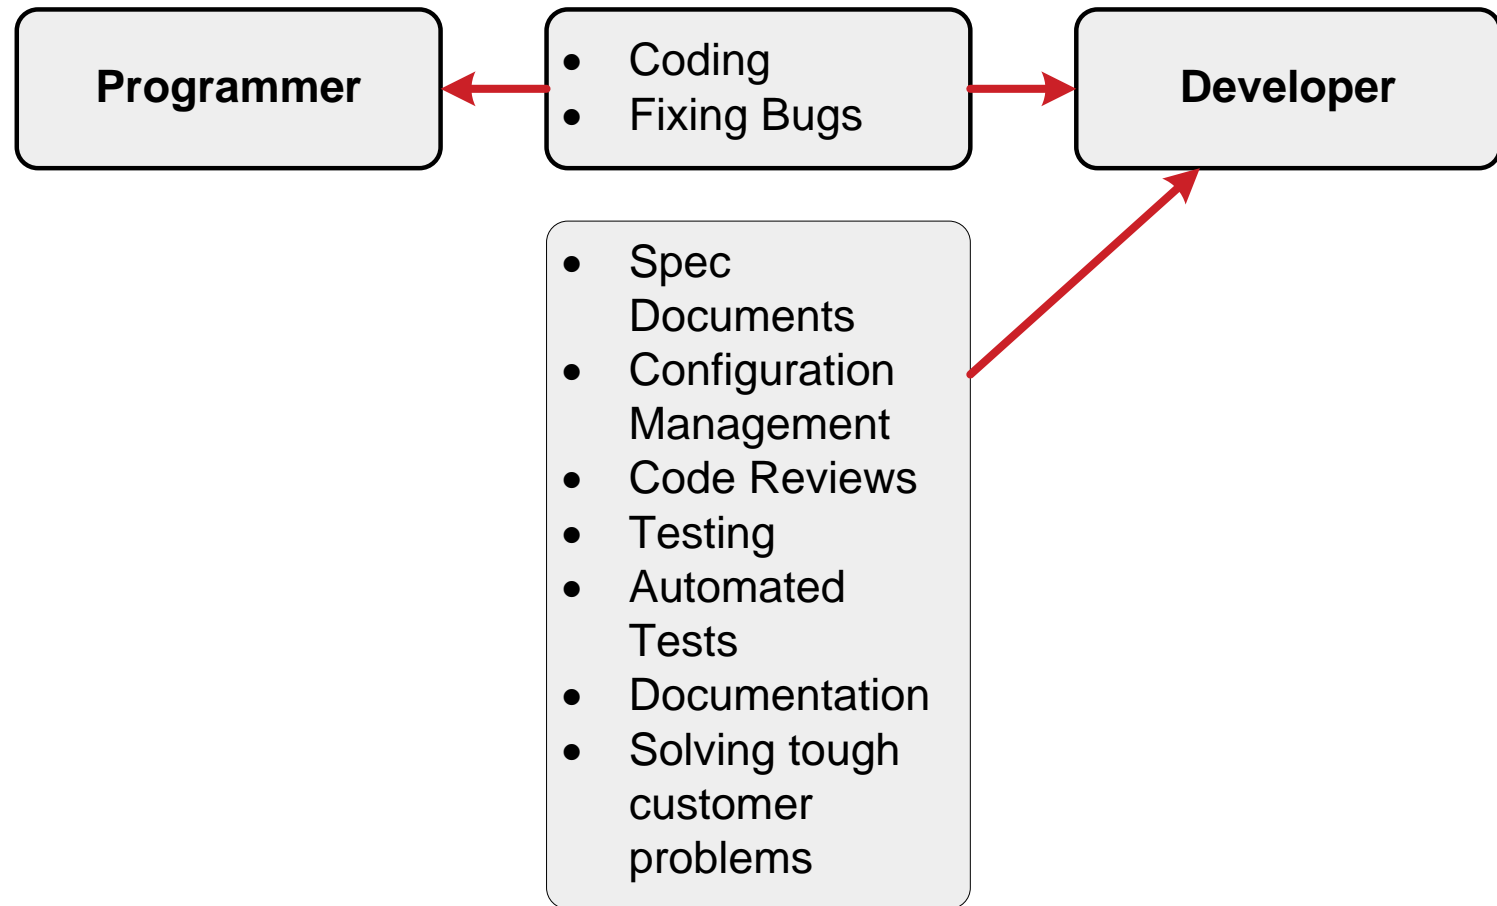 Programmer
• Coding
• Fixing Bugs
Developer
• Spec
Documents
• Configuration
Management
• Code Reviews
• Testing
• Automated
Tests
• Documentation
• Solving tough
customer
problems